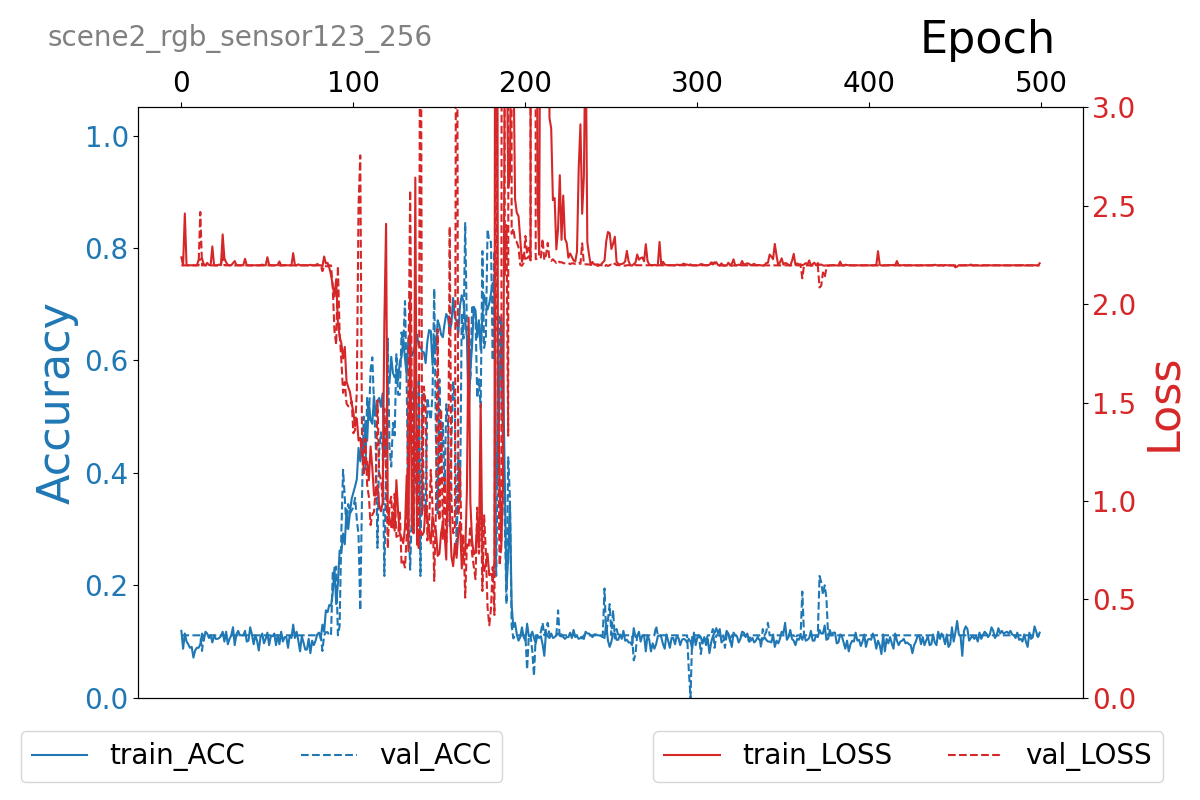 scene2_rgb_sensor123_256
Epoch
0 100 200 300 400 500
1.0
0.8
0.6
0.4
0.2
0.0
Accuracy
3.0
2.5
2.0
1.5
1.0
0.5
0.0
Loss
train_ACC val_ACC
train_LOSS val_LOSS